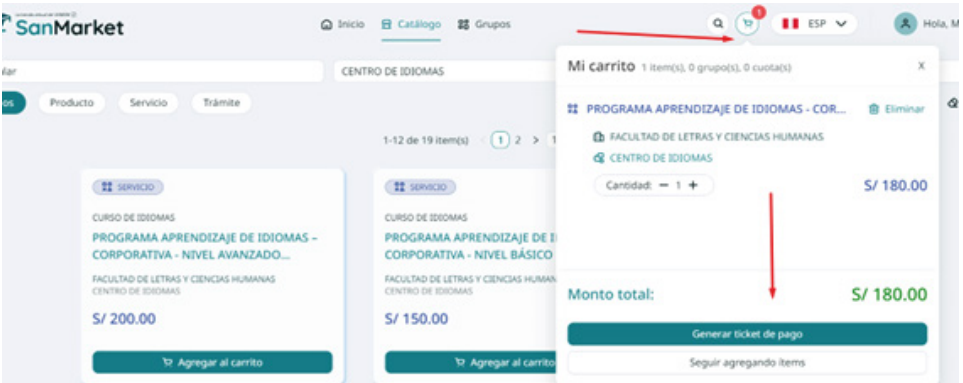 SanMarket
Inicio
Catálogo
Grupos
1
ESP
Hola, M
CENTRO DE IDIOMAS
Producto
Servicio
Trámite
1-12 de 19 item(s)
1 2
SERVICIO
CURSO DE IDIOMAS
PROGRAMA APRENDIZAJE DE IDIOMAS –
CORPORATIVA - NIVEL AVANZADO...
FACULTAD DE LETRAS Y CIENCIAS HUMANAS
CENTRO DE IDIOMAS
S/ 200.00
Agregar al carrito
SERVICIO
CURSO DE IDIOMAS
PROGRAMA APRENDIZAJE DE I
CORPORATIVA - NIVEL BÁSICO
FACULTAD DE LETRAS Y CIENCIAS HUMAN
CENTRO DE IDIOMAS
S/ 150.00
Agregar al carrito
Mi carrito 1 item(s), 0 grupo(s), 0 cuota(s)
X
PROGRAMA APRENDIZAJE DE IDIOMAS - COR...
Eliminar
FACULTAD DE LETRAS Y CIENCIAS HUMANAS
CENTRO DE IDIOMAS
Cantidad: − 1 +
S/ 180.00
Monto total:
S/ 180.00
Generar ticket de pago
Seguir agregando items